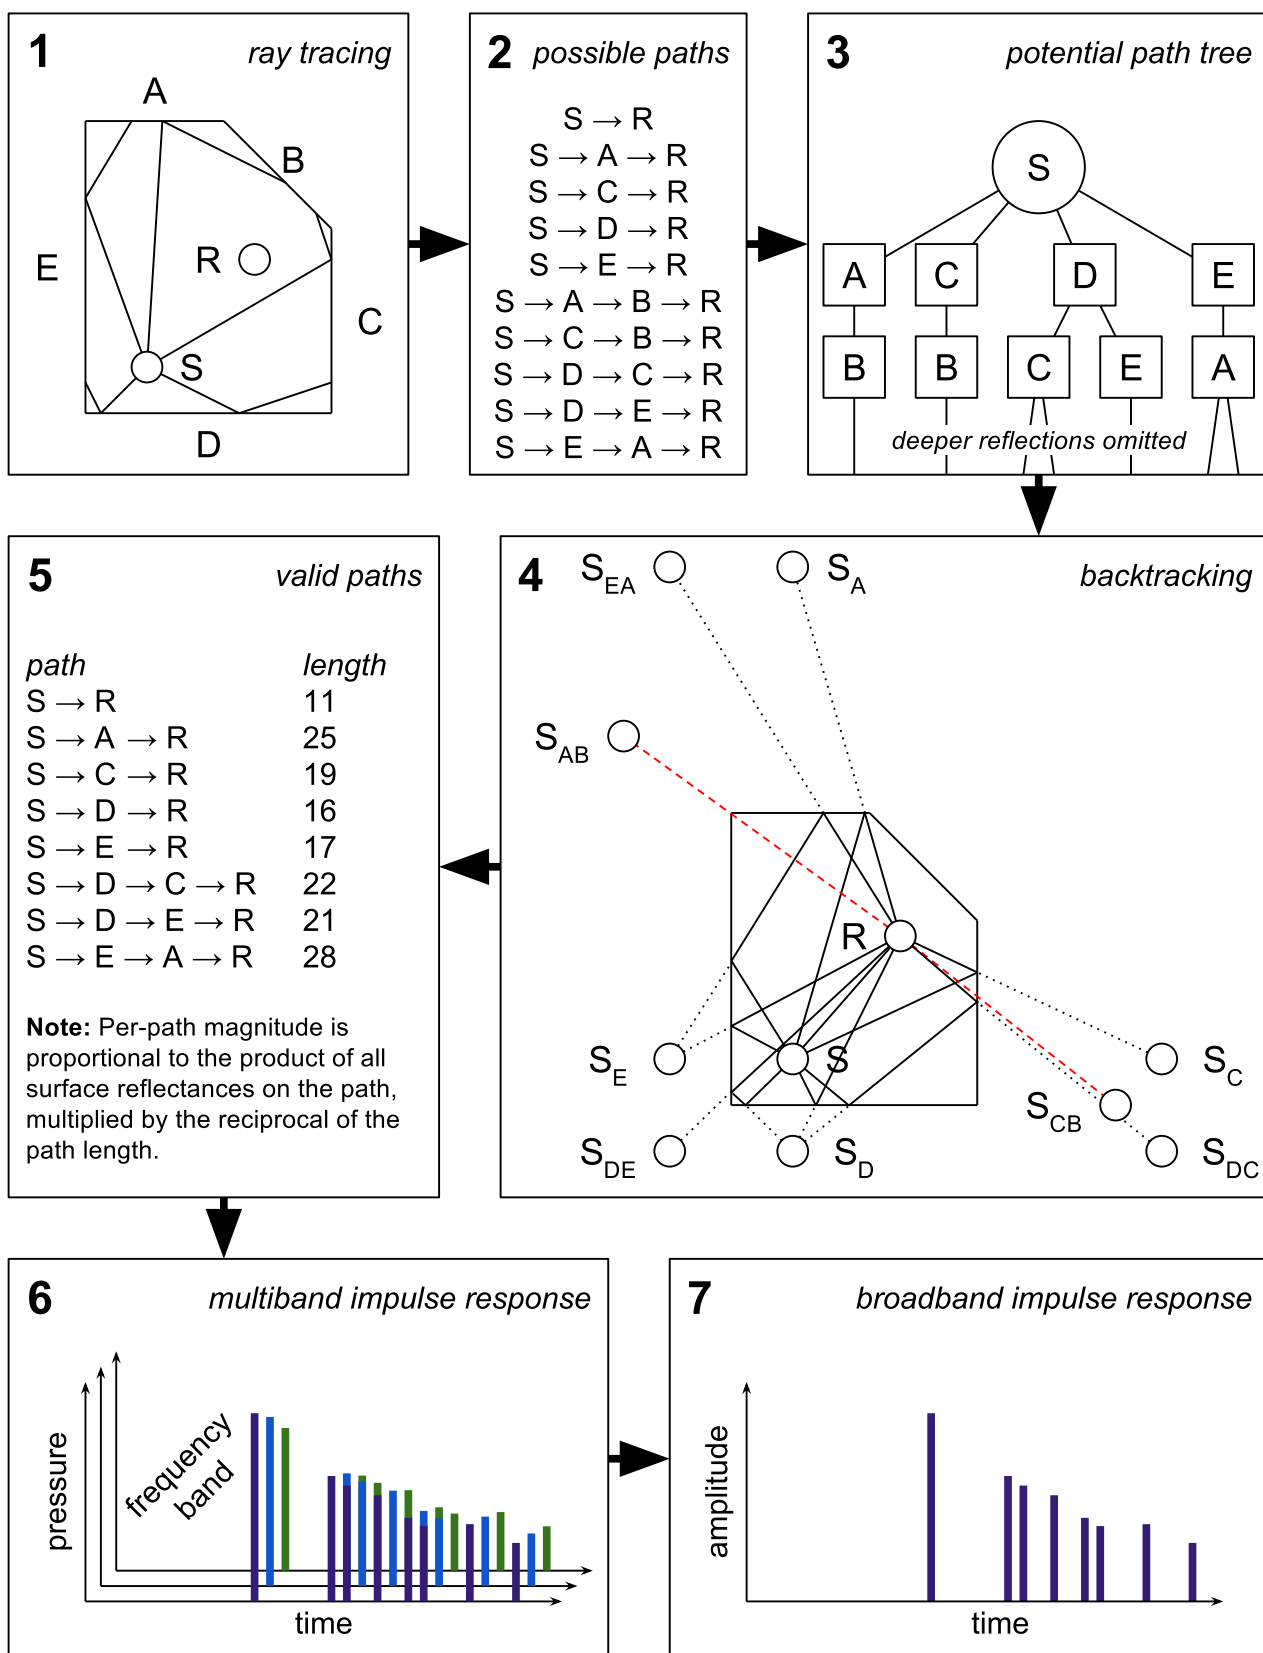 1 ray tracing
A
B
R
E
C
S
D
2 possible paths
S → R
S → A → R
S → C → R
S → D → R
S → E → R
S → A → B → R
S → C → B → R
S → D → C → R
S → D → E → R
S → E → A → R
3 potential path tree
S
A C D E
B B C E A
deeper reflections omitted
4 backtracking
S_EA S_A
S_AB
R
S_E S S_C
S_CB
S_DE S_D S_DC
5 valid paths
path length
S → R 11
S → A → R 25
S → C → R 19
S → D → R 16
S → E → R 17
S → D → C → R 22
S → D → E → R 21
S → E → A → R 28
Note: Per-path magnitude is
proportional to the product of all
surface reflectances on the path,
multiplied by the reciprocal of the
path length.
6 multiband impulse response
pressure
frequency
band
time
7 broadband impulse response
amplitude
time